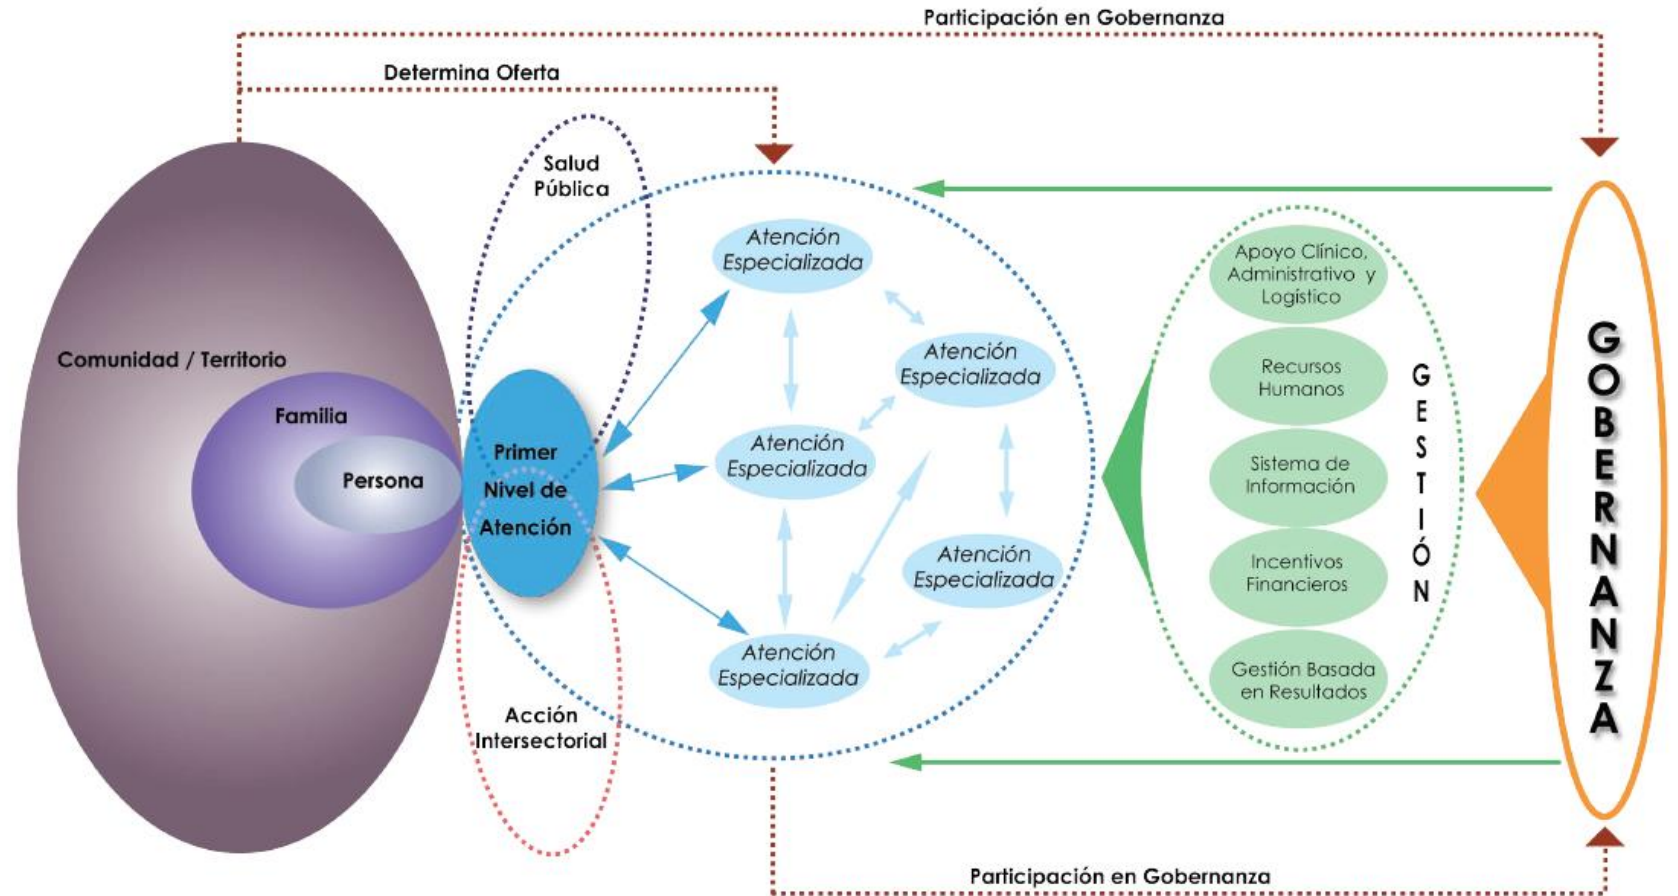 Participación en Gobernanza
Determina Oferta
Salud
Pública
Comunidad / Territorio
Familia
Persona
Primer
Nivel de
Atención
Acción
Intersectorial
Atención
Especializada
Atención
Especializada
Atención
Especializada
Atención
Especializada
Atención
Especializada
Apoyo Clínico,
Administrativo y
Logístico
Recursos
Humanos
Sistema de
Información
Incentivos
Financieros
Gestión Basada
en Resultados
GESTIÓN
GOBERNANZA
Participación en Gobernanza